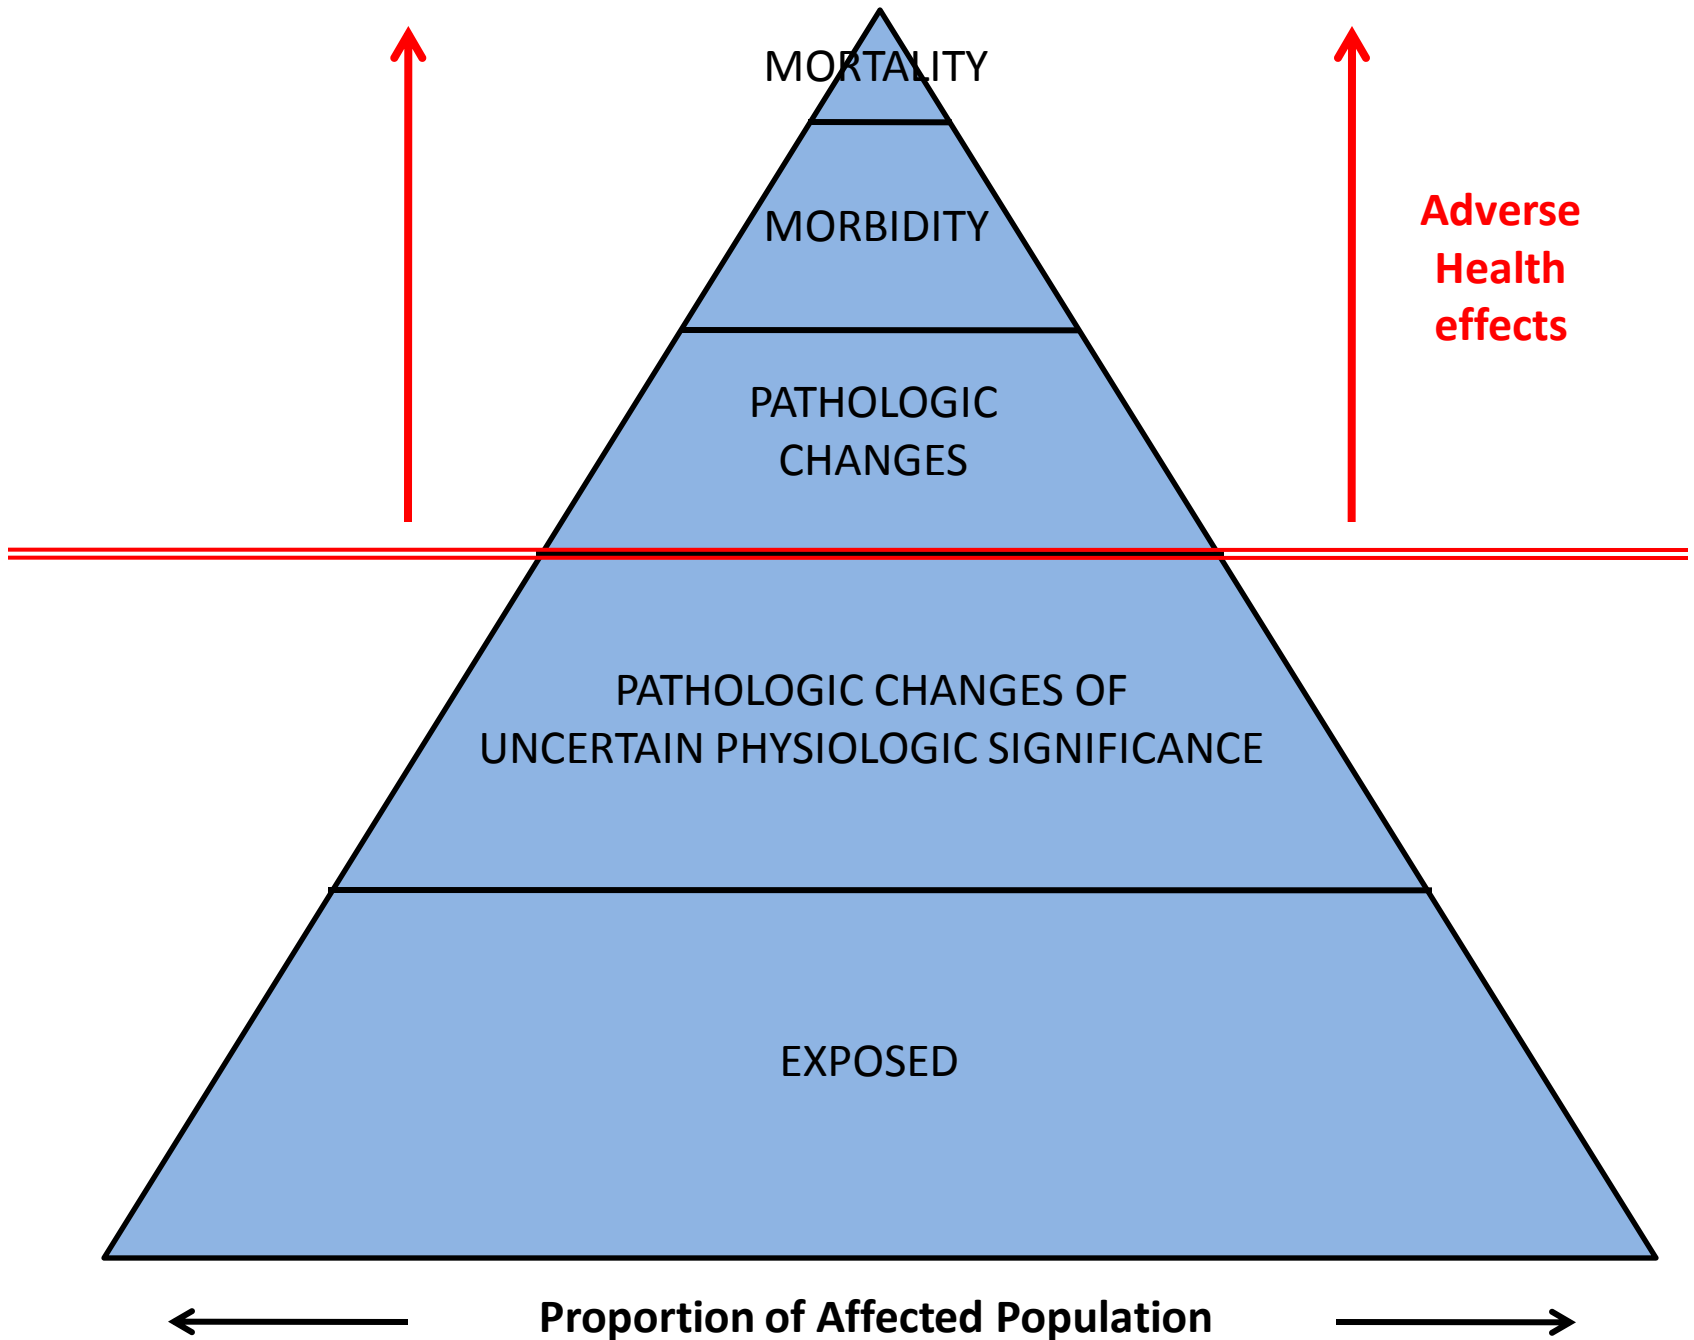 MORTALITY
MORBIDITY
Adverse
Health
effects
PATHOLOGIC
CHANGES
PATHOLOGIC CHANGES OF
UNCERTAIN PHYSIOLOGIC SIGNIFICANCE
EXPOSED
Proportion of Affected Population